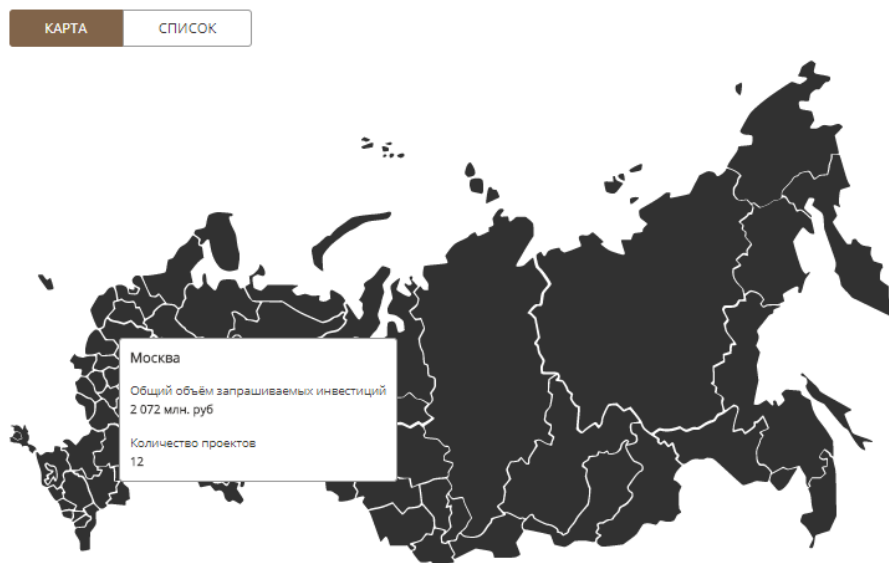 КАРТА СПИСОК
Москва
Общий объём запрашиваемых инвестиций
2 072 млн. руб
Количество проектов
12